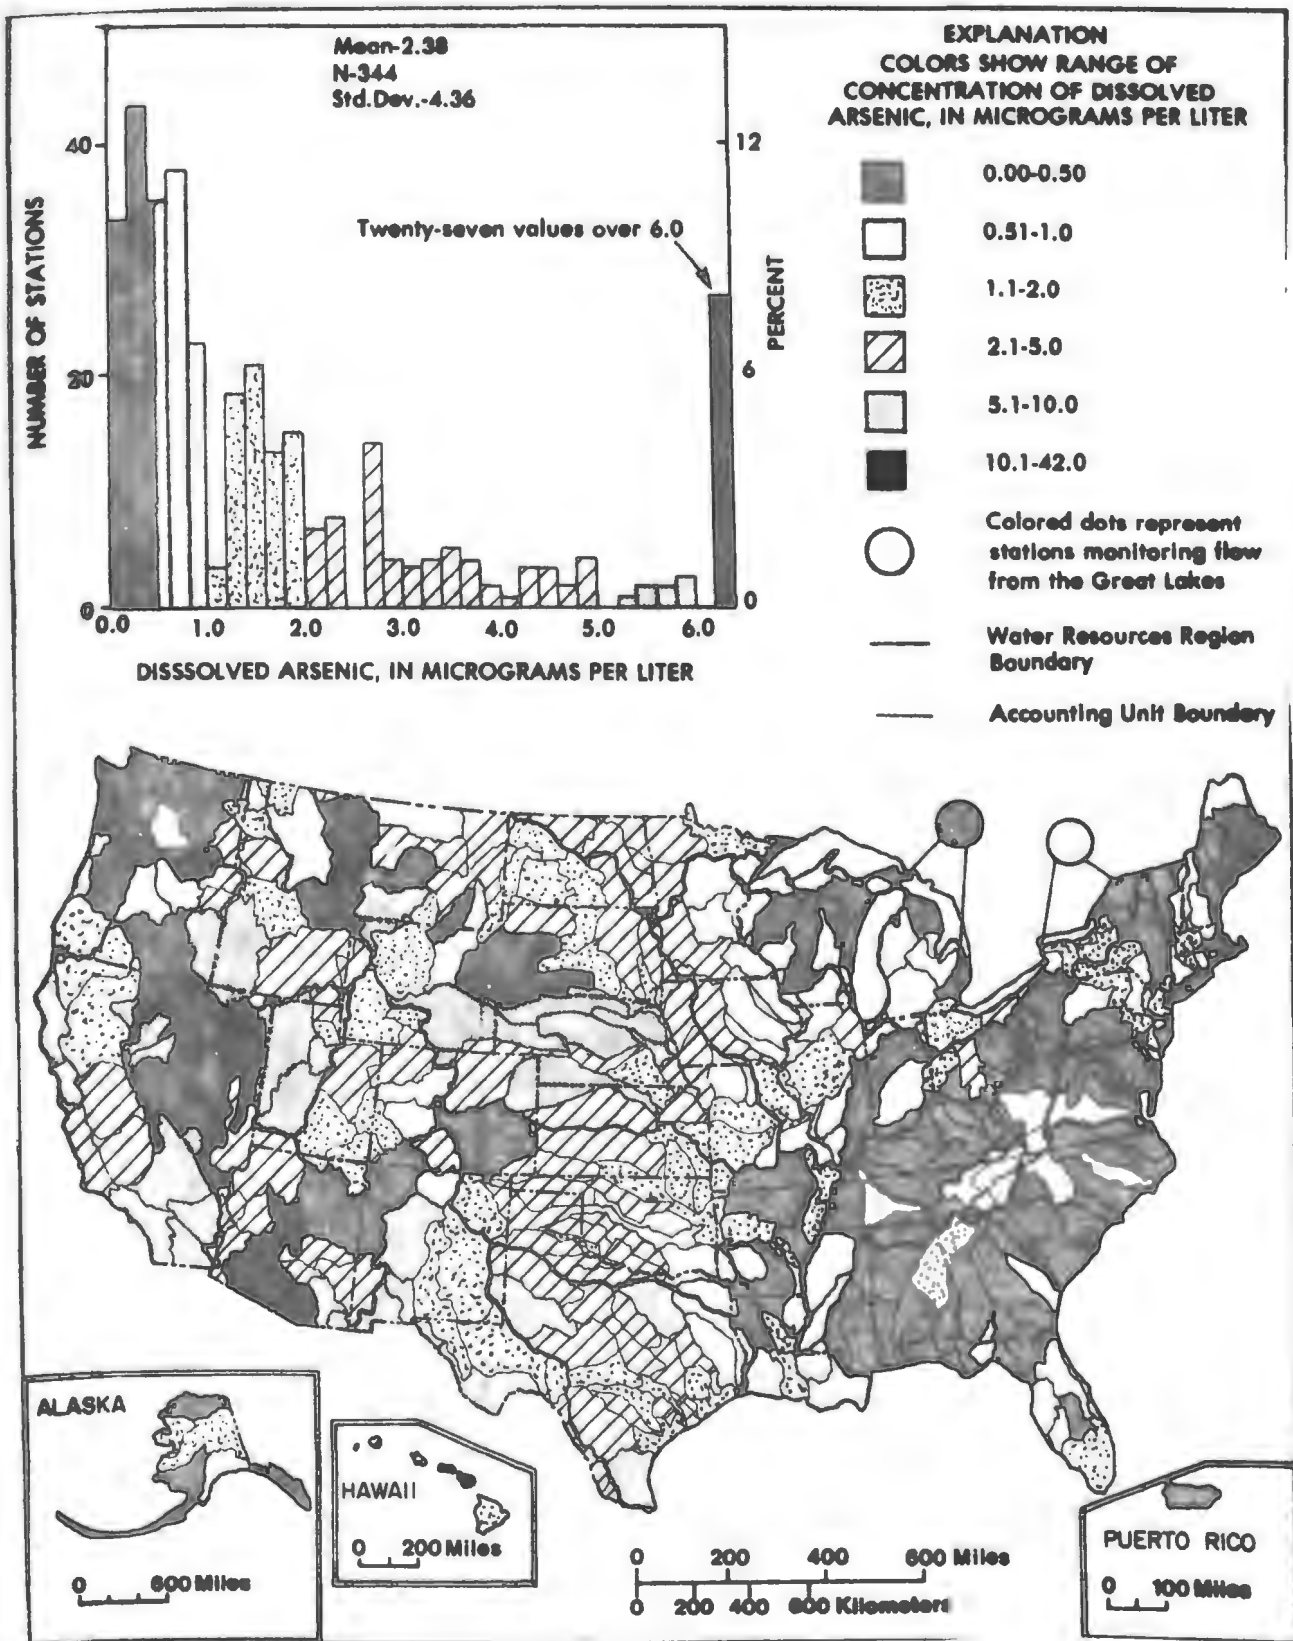 Mean-2.38
N-344
Std.Dev.-4.36
40
20
0
12
6
0
NUMBER OF STATIONS
PERCENT
Twenty-seven values over 6.0
0.0 1.0 2.0 3.0 4.0 5.0 6.0
DISSSOLVED ARSENIC, IN MICROGRAMS PER LITER
EXPLANATION
COLORS SHOW RANGE OF
CONCENTRATION OF DISSOLVED
ARSENIC, IN MICROGRAMS PER LITER
0.00-0.50
0.51-1.0
1.1-2.0
2.1-5.0
5.1-10.0
10.1-42.0
Colored dots represent
stations monitoring flow
from the Great Lakes
Water Resources Region
Boundary
Accounting Unit Boundary
ALASKA
0 600 Miles
HAWAII
0 200 Miles
0 200 400 600 Miles
0 200 400 600 Kilometers
PUERTO RICO
0 100 Miles